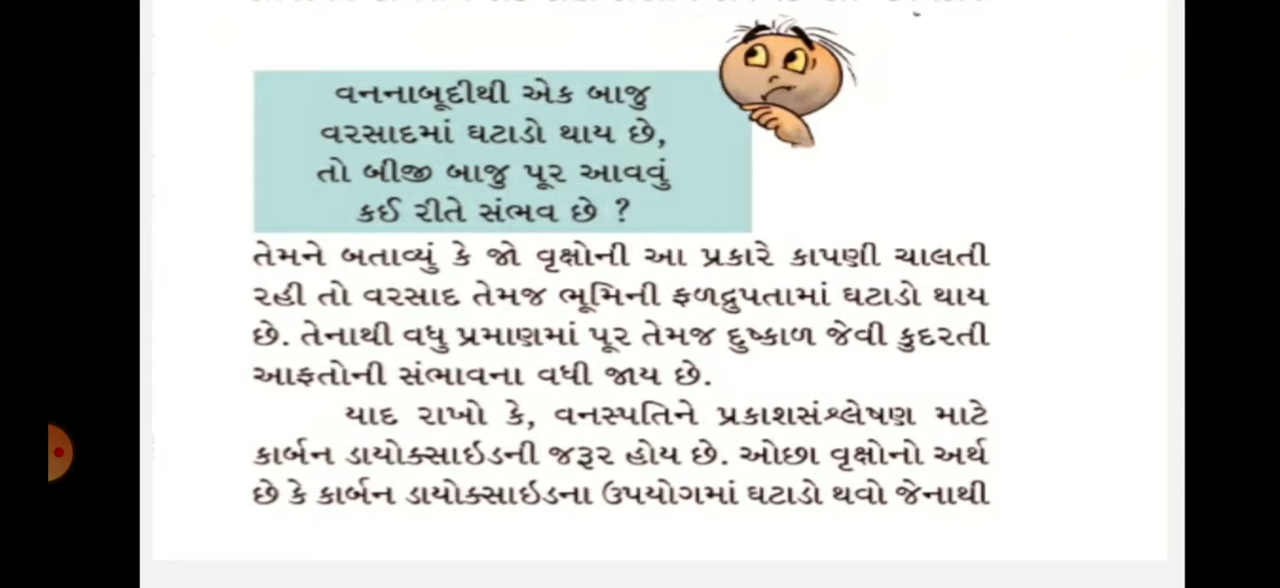 વનનાબૂદીથી એક બાજુ
વરસાદમાં ઘટાડો થાય છે,
તો બીજી બાજુ પૂર આવવું
કઈ રીતે સંભવ છે ?
તેમને બતાવ્યું કે જો વૃક્ષોની આ પ્રકારે કાપણી ચાલતી
રહી તો વરસાદ તેમજ ભૂમિની ફળદ્રુપતામાં ઘટાડો થાય
છે. તેનાથી વધુ પ્રમાણમાં પૂર તેમજ દુષ્કાળ જેવી કુદરતી
આફતોની સંભાવના વધી જાય છે.
યાદ રાખો કે, વનસ્પતિને પ્રકાશસંશ્લેષણ માટે
કાર્બન ડાયોક્સાઇડની જરૂર હોય છે. ઓછા વૃક્ષોનો અર્થ
છે કે કાર્બન ડાયોક્સાઇડના ઉપયોગમાં ઘટાડો થવો જેનાથી